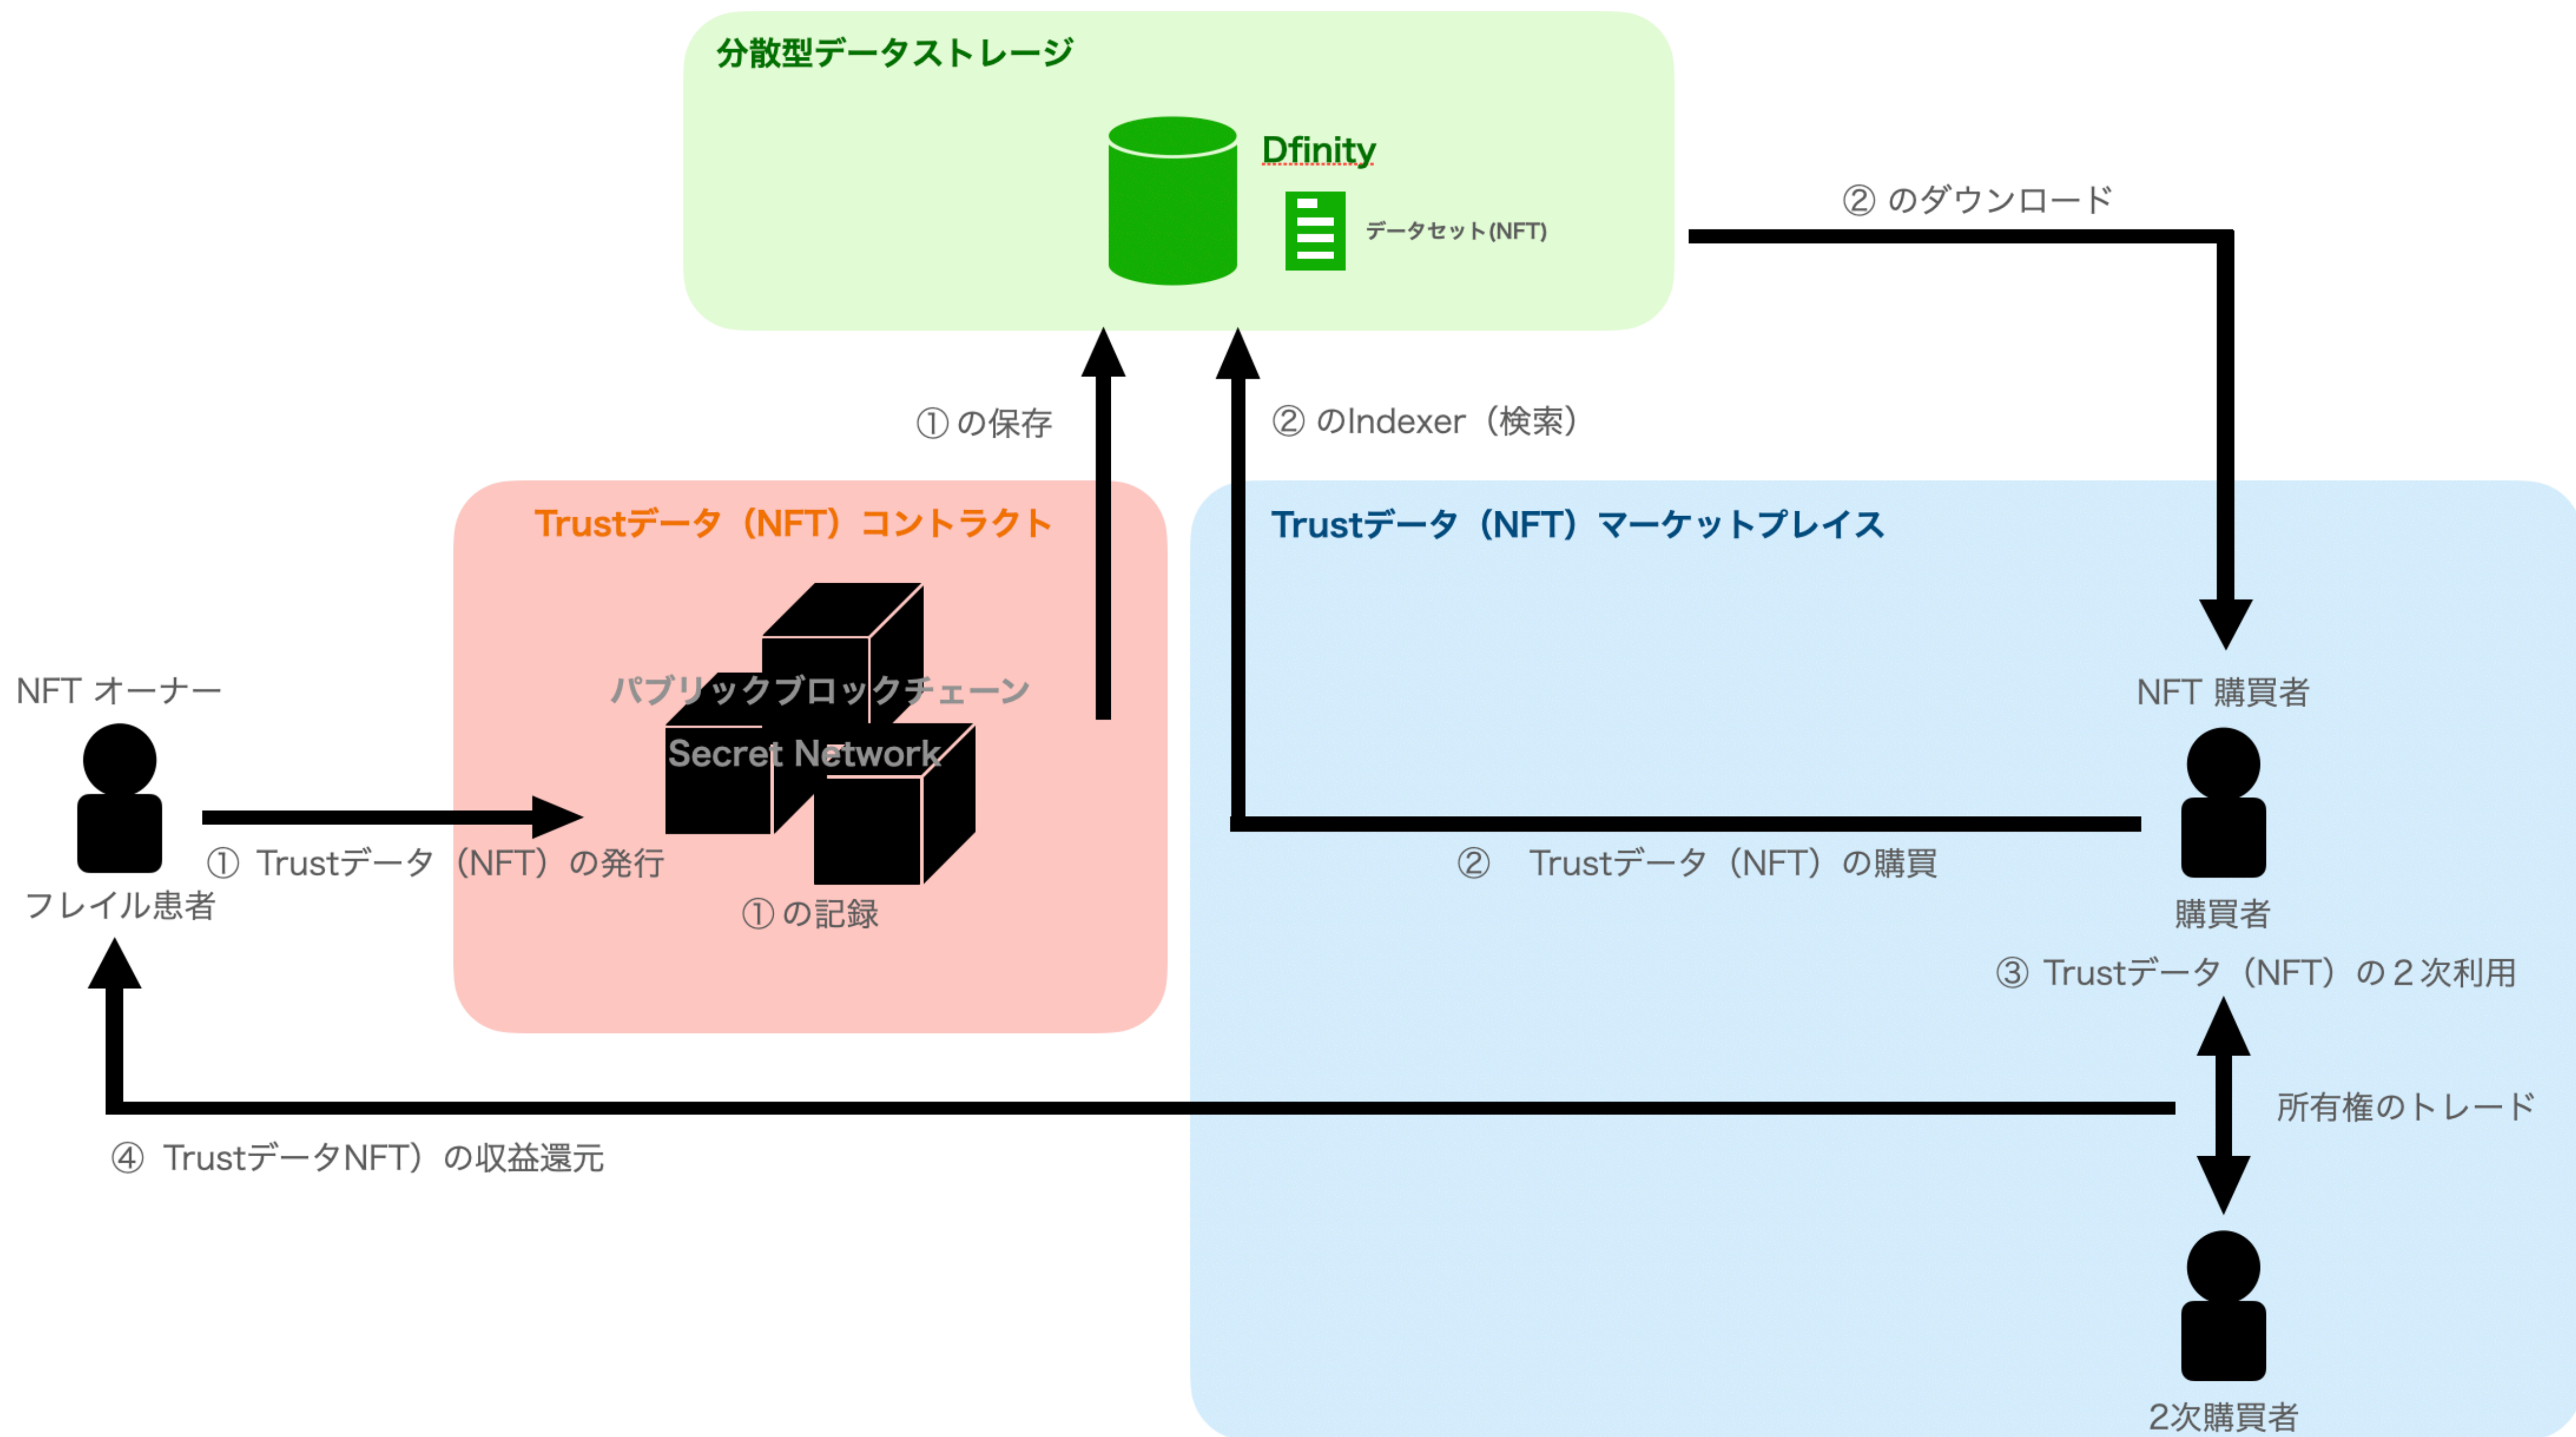 分散型データストレージ
Dfinity
データセット(NFT)
② のダウンロード
① の保存
② のIndexer（検索）
Trustデータ（NFT）コントラクト
Trustデータ（NFT）マーケットプレイス
パブリックブロックチェーン
Secret Network
NFT オーナー
フレイル患者
① Trustデータ（NFT）の発行
① の記録
NFT 購買者
購買者
② Trustデータ（NFT）の購買
③ Trustデータ（NFT）の２次利用
所有権のトレード
④ TrustデータNFT）の収益還元
2次購買者